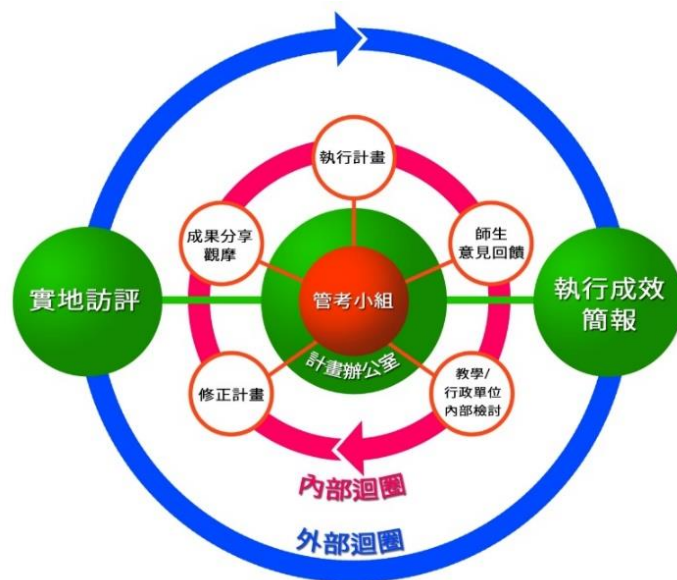 執行計畫
成果分享
觀摩
師生
意見回饋
實地訪評
管考小組
執行成效
簡報
計畫辦公室
修正計畫
教學/
行政單位
內部檢討
內部迴圈
外部迴圈